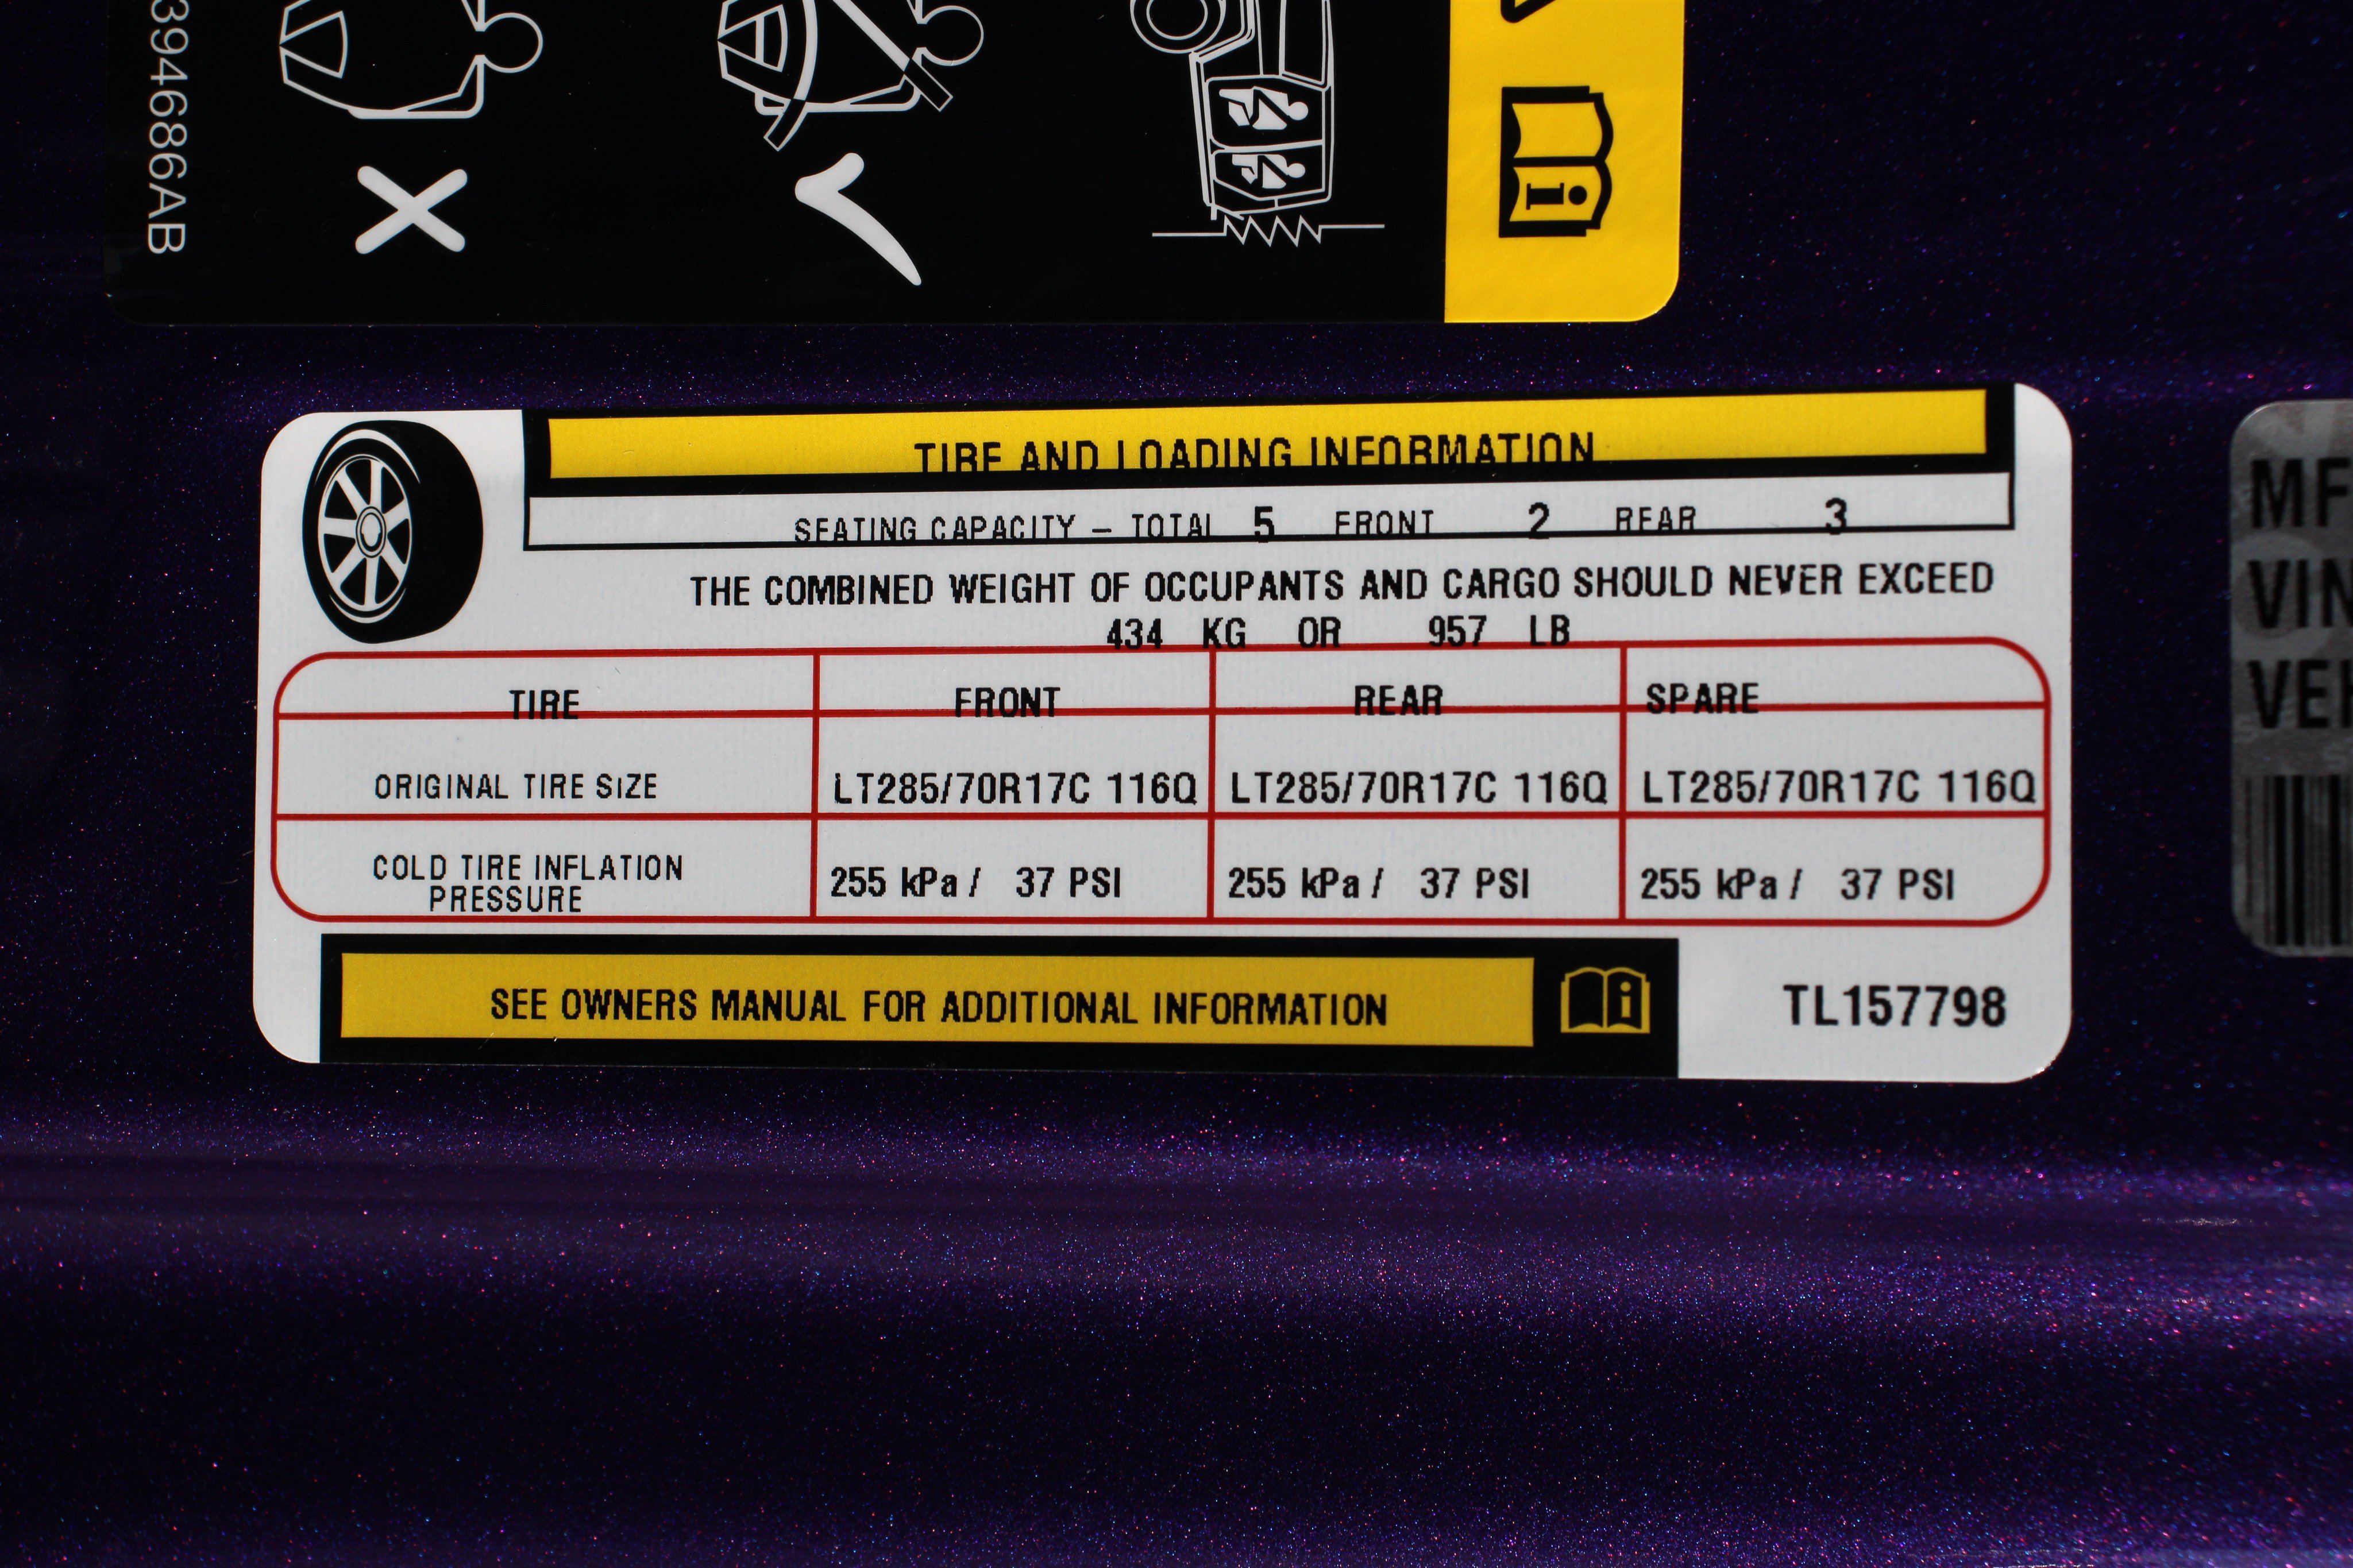 394686AB
TIRE AND LOADING INFORMATION
SEATING CAPACITY – TOTAL 5 FRONT 2 REAR 3
THE COMBINED WEIGHT OF OCCUPANTS AND CARGO SHOULD NEVER EXCEED
434 KG OR 957 LB
TIRE FRONT REAR SPARE
ORIGINAL TIRE SIZE LT285/70R17C 116Q LT285/70R17C 116Q LT285/70R17C 116Q
COLD TIRE INFLATION
PRESSURE 255 kPa / 37 PSI 255 kPa / 37 PSI 255 kPa / 37 PSI
SEE OWNERS MANUAL FOR ADDITIONAL INFORMATION
TL157798
MF
VIN
VEH